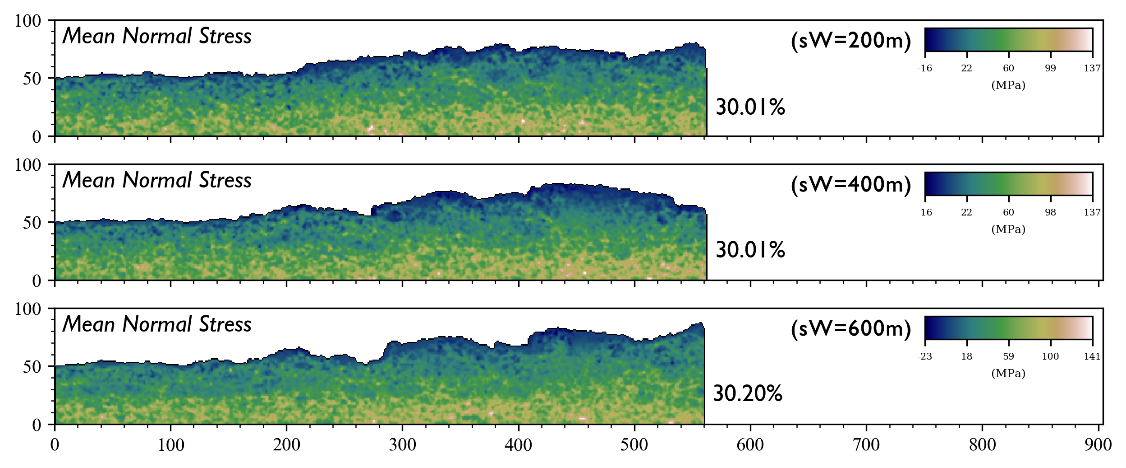 100
Mean Normal Stress
(sW=200m)
50
-16 22 60 99 137
(MPa)
30.01%
0
100
Mean Normal Stress
(sW=400m)
50
16 22 60 98 137
(MPa)
30.01%
0
100
Mean Normal Stress
(sW=600m)
50
-23 18 59 100 141
(MPa)
30.20%
0
0 100 200 300 400 500 600 700 800 900